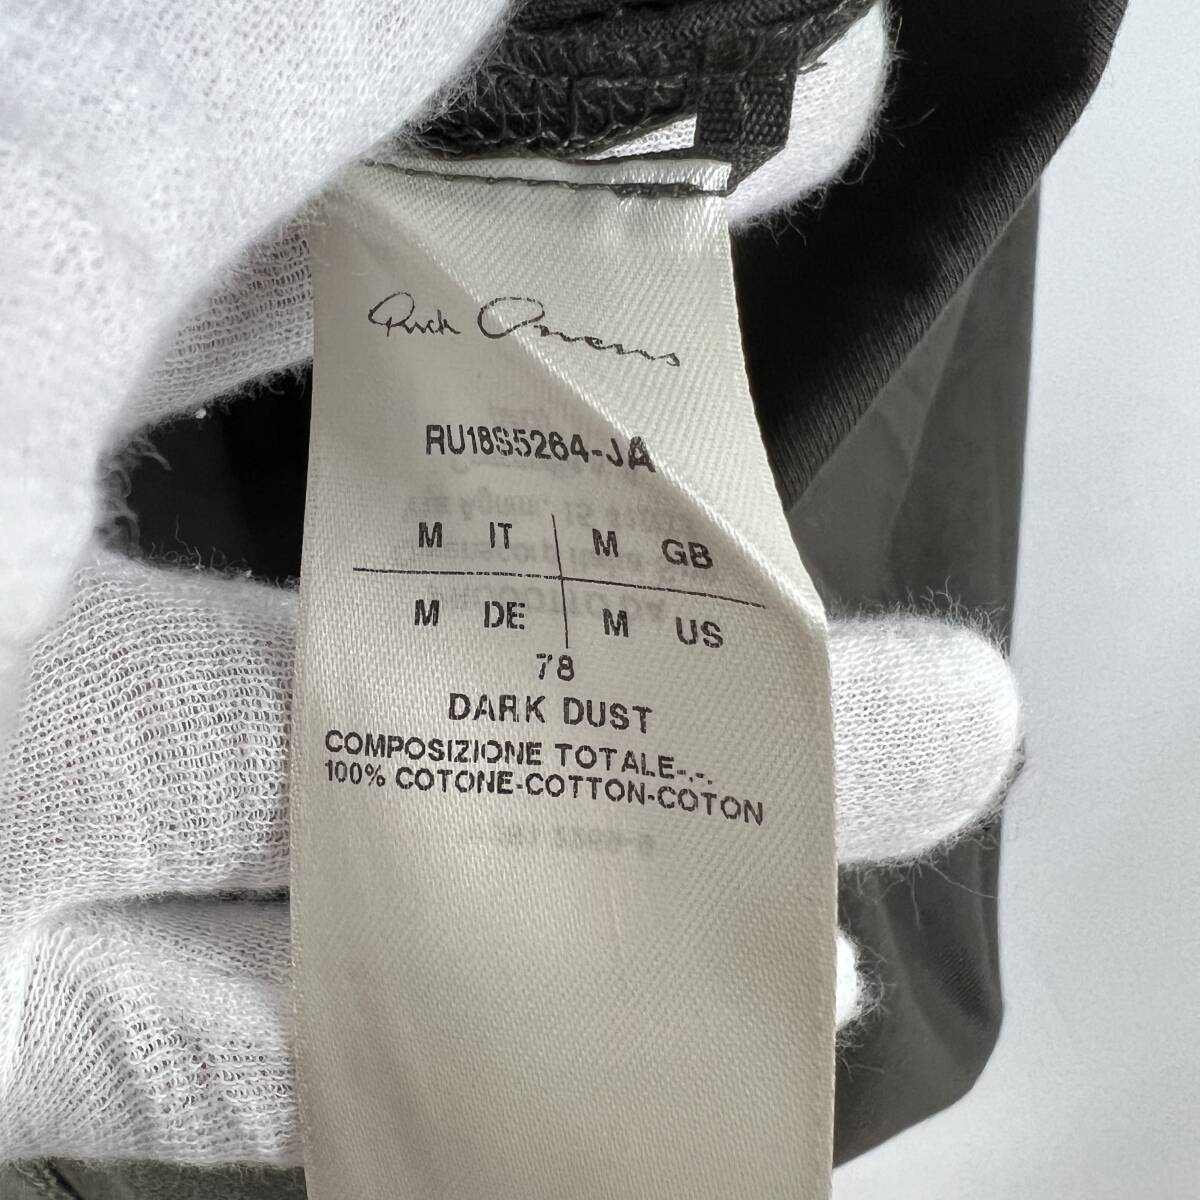 Rick Owens
RU18S5264-JA
M IT M GB
M DE M US
78
DARK DUST
COMPOSIZIONE TOTALE-.-.
100% COTONE-COTTON-COTON